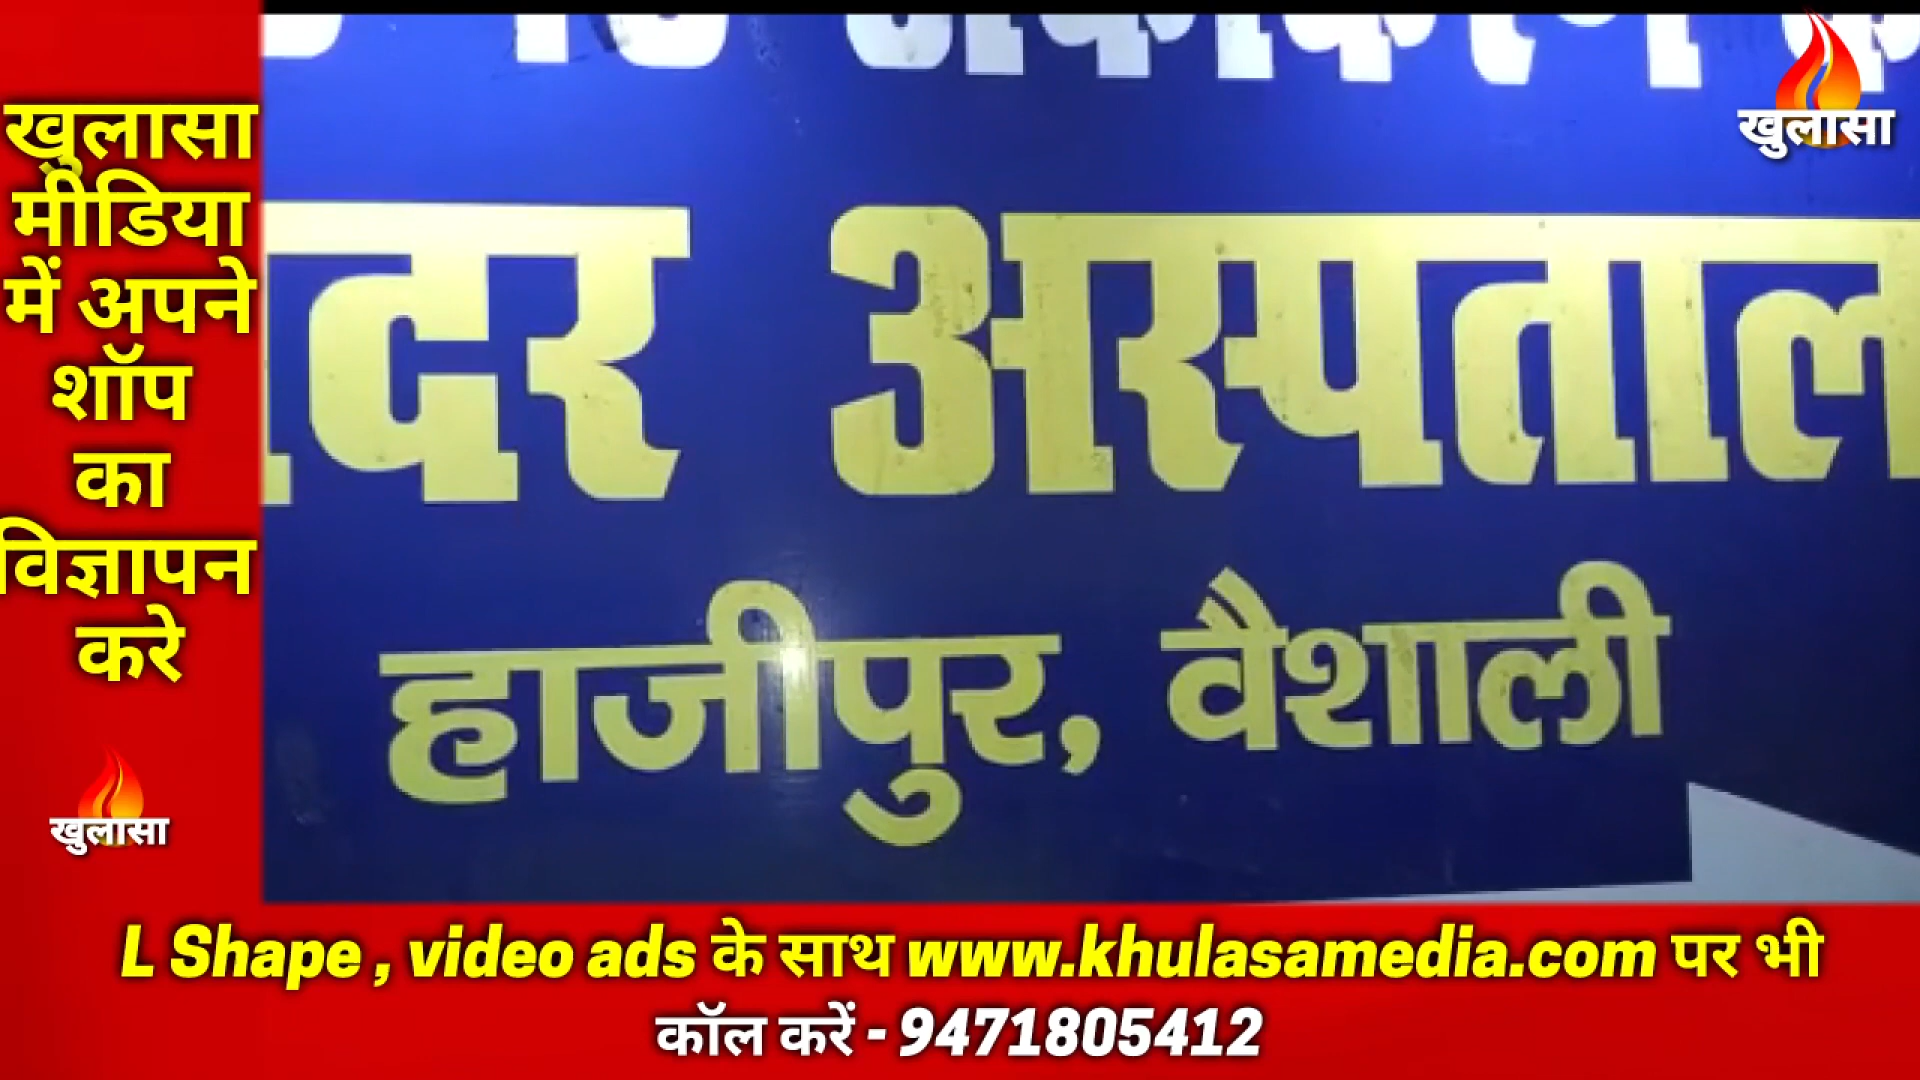 खुलासा
मीडिया
में अपने
शॉप
का
विज्ञापन
करे
खुलासा
खुलासा
अस्पताल
हाजीपुर, वैशाली
L Shape , video ads के साथ www.khulasamedia.com पर भी
कॉल करें - 9471805412